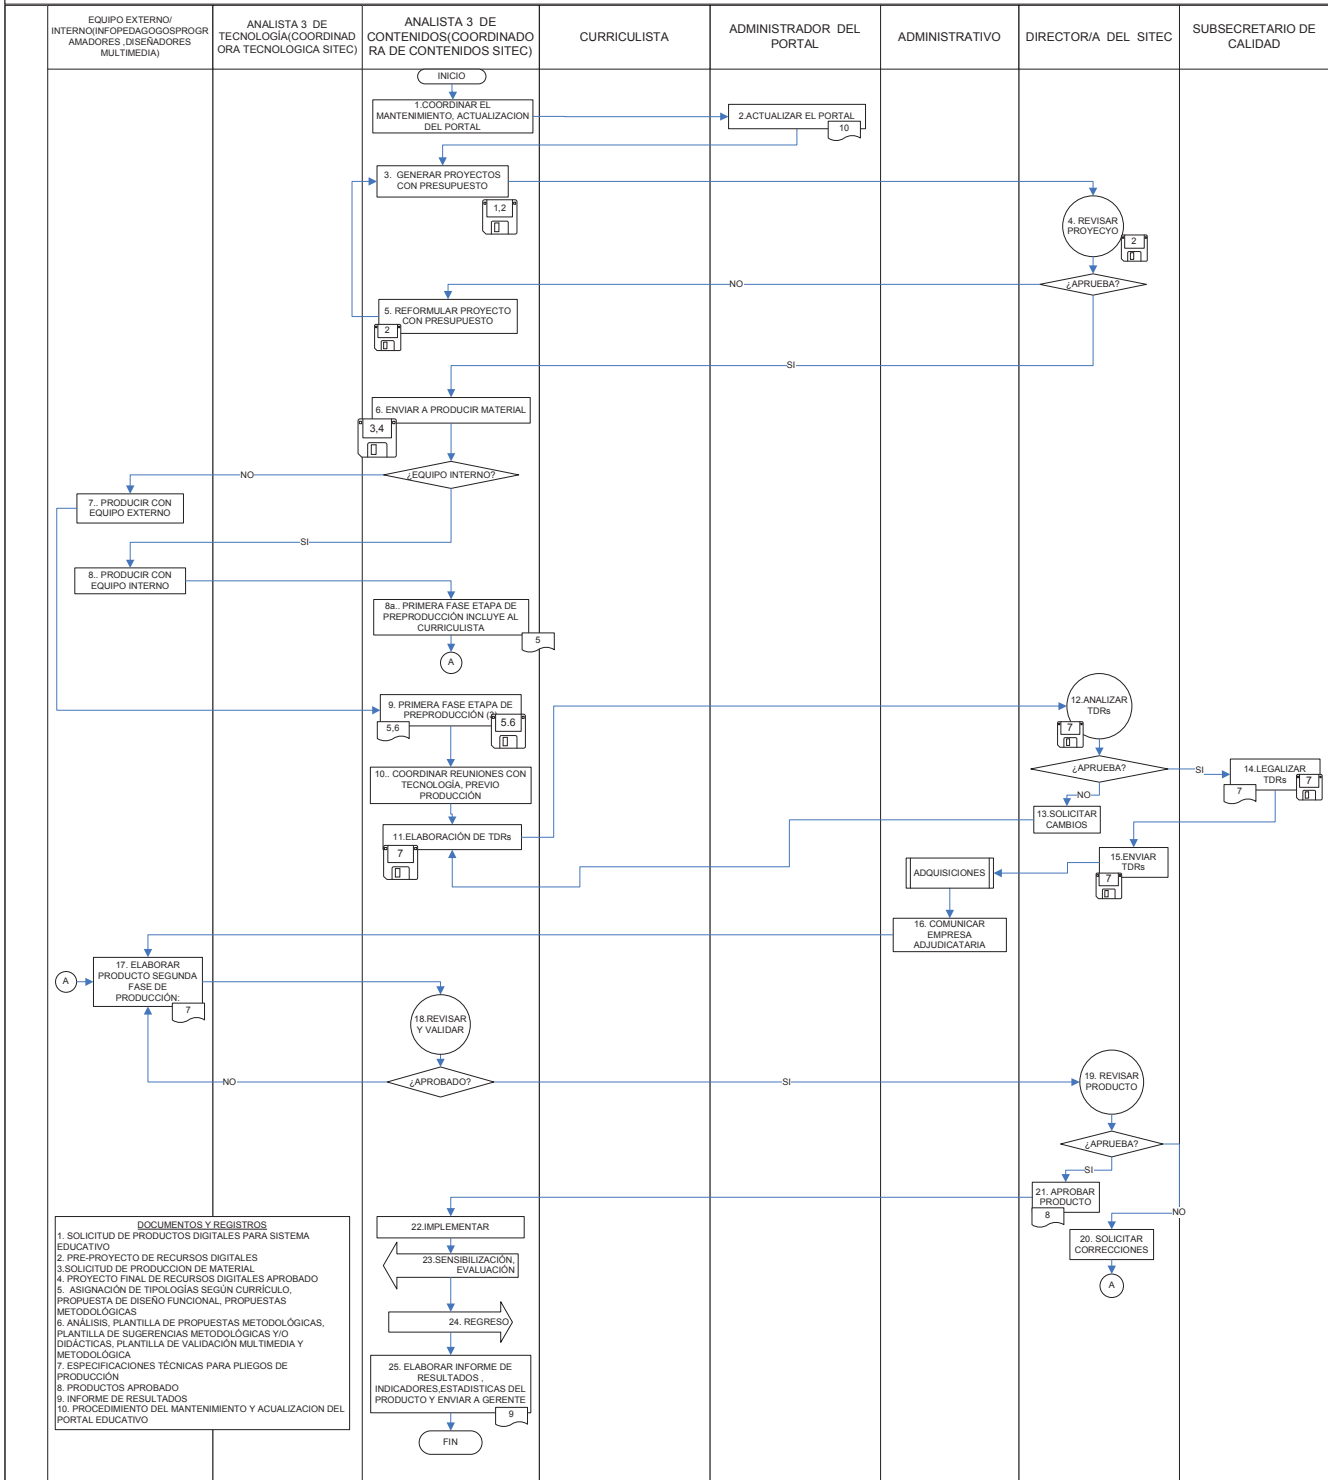 EQUIPO EXTERNO/
INTERNO(INFOPEDAGOGOSPROGR
AMADORES ,DISEÑADORES
MULTIMEDIA)
ANALISTA 3 DE
TECNOLOGÍA(COORDINAD
ORA TECNOLOGICA SITEC)
ANALISTA 3 DE
CONTENIDOS(COORDINADO
RA DE CONTENIDOS SITEC)
CURRICULISTA
ADMINISTRADOR DEL
PORTAL
ADMINISTRATIVO
DIRECTOR/A DEL SITEC
SUBSECRETARIO DE
CALIDAD
INICIO
1.COORDINAR EL
MANTENIMIENTO, ACTUALIZACION
DEL PORTAL
2.ACTUALIZAR EL PORTAL
10
3. GENERAR PROYECTOS
CON PRESUPUESTO
1,2
4. REVISAR
PROYECYO
2
¿APRUEBA?
NO
5. REFORMULAR PROYECTO
CON PRESUPUESTO
2
SI
6. ENVIAR A PRODUCIR MATERIAL
3,4
¿EQUIPO INTERNO?
NO
7.. PRODUCIR CON
EQUIPO EXTERNO
SI
8.. PRODUCIR CON
EQUIPO INTERNO
8a.. PRIMERA FASE ETAPA DE
PREPRODUCCIÓN INCLUYE AL
CURRICULISTA
5
A
9. PRIMERA FASE ETAPA DE
PREPRODUCCIÓN
5,6
5.6
12.ANALIZAR
TDRs
7
10.. COORDINAR REUNIONES CON
TECNOLOGÍA, PREVIO
PRODUCCIÓN
¿APRUEBA?
SI
14.LEGALIZAR
TDRs
7
7
NO
13.SOLICITAR
CAMBIOS
11.ELABORACIÓN DE TDRs
7
15.ENVIAR
TDRs
7
ADQUISICIONES
16. COMUNICAR
EMPRESA
ADJUDICATARIA
A
17. ELABORAR
PRODUCTO SEGUNDA
FASE DE
PRODUCCIÓN:
7
18.REVISAR
Y VALIDAR
¿APROBADO?
NO
SI
19. REVISAR
PRODUCTO
¿APRUEBA?
SI
21. APROBAR
PRODUCTO
8
NO
20. SOLICITAR
CORRECCIONES
A
22.IMPLEMENTAR
23.SENSIBILIZACIÓN,
EVALUACIÓN
24. REGRESO
25. ELABORAR INFORME DE
RESULTADOS ,
INDICADORES,ESTADISTICAS DEL
PRODUCTO Y ENVIAR A GERENTE
9
FIN
DOCUMENTOS Y REGISTROS
1. SOLICITUD DE PRODUCTOS DIGITALES PARA SISTEMA
EDUCATIVO
2. PRE-PROYECTO DE RECURSOS DIGITALES
3.SOLICITUD DE PRODUCCION DE MATERIAL
4. PROYECTO FINAL DE RECURSOS DIGITALES APROBADO
5. ASIGNACIÓN DE TIPOLOGÍAS SEGÚN CURRÍCULO,
PROPUESTA DE DISEÑO FUNCIONAL, PROPUESTAS
METODOLÓGICAS
6. ANÁLISIS, PLANTILLA DE PROPUESTAS METODOLÓGICAS,
PLANTILLA DE SUGERENCIAS METODOLÓGICAS Y/O
DIDÁCTICAS, PLANTILLA DE VALIDACIÓN MULTIMEDIA Y
METODOLÓGICA
7. ESPECIFICACIONES TÉCNICAS PARA PLIEGOS DE
PRODUCCIÓN
8. PRODUCTOS APROBADO
9. INFORME DE RESULTADOS
10. PROCEDIMIENTO DEL MANTENIMIENTO Y ACUALIZACION DEL
PORTAL EDUCATIVO